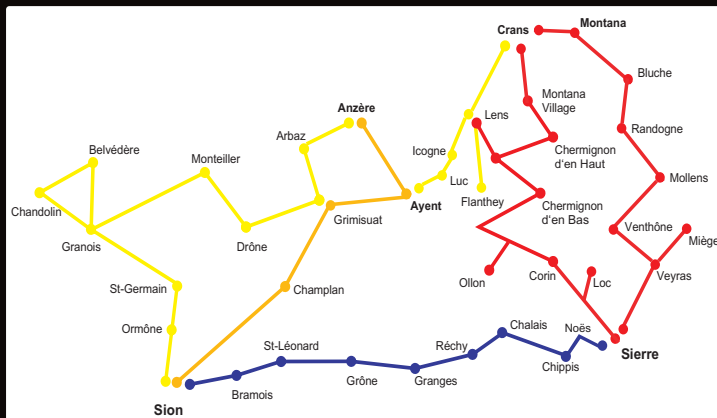 Crans
Montana
Bluche
Montana
Village
Anzère
Lens
Randogne
Arbaz
Belvédère
Monteiller
Icogne
Chermignon
d'en Haut
Luc
Mollens
Chandolin
Ayent
Flanthey
Chermignon
d'en Bas
Grimisuat
Granois
Drône
Venthône
Miège
St-Germain
Champlan
Ollon
Corin
Loc
Veyras
Ormône
Chalais
Noës
St-Léonard
Réchy
Sierre
Chippis
Grône
Granges
Bramois
Sion